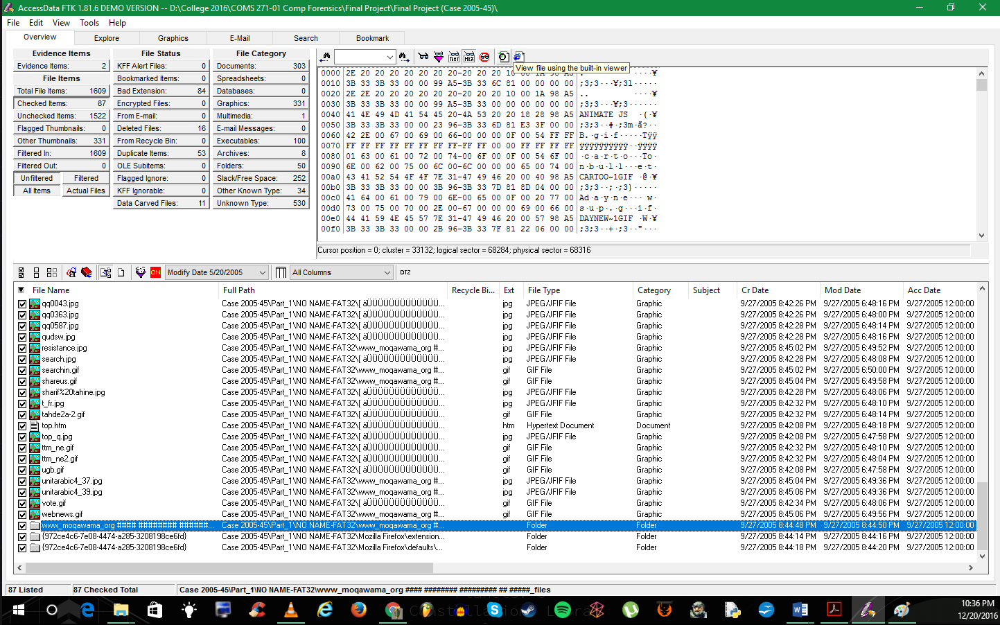 AccessData FTK 1.81.6 DEMO VERSION -- D:\College 2016\COMS 271-01 Comp Forensics\Final Project\Final Project (Case 2005-45)\
File Edit View Tools Help
Overview Explore Graphics E-Mail Search Bookmark
Evidence Items File Status File Category
Evidence Items: 2 KFF Alert Files: 0 Documents: 303
File Items Bookmarked Items: 0 Spreadsheets: 0
Total File Items: 1609 Bad Extension: 84 Databases: 0
Checked Items: 87 Encrypted Files: 0 Graphics: 331
Unchecked Items: 1522 From E-mail: 0 Multimedia: 1
Flagged Thumbnails: 0 Deleted Files: 16 E-mail Messages: 0
Other Thumbnails: 331 From Recycle Bin: 0 Executables: 100
Filtered In: 1609 Duplicate Items: 53 Archives: 8
Filtered Out: 0 OLE Subitems: 0 Folders: 50
Unfiltered Filtered Flagged Ignore: 0 Slack/Free Space: 252
All Items Actual Files KFF Ignorable: 0 Other Known Type: 34
Data Carved Files: 11 Unknown Type: 530
TEXT HEX
View file using the built-in viewer
0000 2E 20 20 20 20 20 20 20-20 20 20 10 00 1A 98 A5 . ····¥
0010 3B 33 3B 33 00 00 99 A5-3B 33 6C 81 00 00 00 00 ;3;3···¥;3l·
0020 2E 2E 20 20 20 20 20 20-20 20 20 10 00 1A 98 A5 .. ····¥
0030 3B 33 3B 33 00 00 99 A5-3B 33 00 00 00 00 00 00 ;3;3···¥;3······
0040 41 4E 49 4D 41 54 45 20-4A 53 20 20 18 28 98 A5 ANIMATE JS ·(·¥
0050 3B 33 3B 33 00 00 23 96-3B 33 6D 81 E3 3F 00 00 ;3;3··#·;3m·ã?··
0060 42 2E 00 67 00 69 00 66-00 00 00 0F 00 54 FF FF B.·g·i·f·····Tÿÿ
0070 FF FF FF FF FF FF FF FF-FF FF 00 00 FF FF FF FF ÿÿÿÿÿÿÿÿÿÿ··ÿÿÿÿ
0080 01 63 00 61 00 72 00 74-00 6F 00 0F 00 54 6F 00 ·c·a·r·t·o···To·
0090 6E 00 62 00 75 00 6C 00-6C 00 00 00 65 00 74 00 n·b·u·l·l···e·t·
00a0 43 41 52 54 4F 4F 7E 31-47 49 46 20 00 40 98 A5 CARTOO~1GIF ·@·¥
00b0 3B 33 3B 33 00 00 3B 96-3B 33 7D 81 8D 04 00 00 ;3;3··;·;3}·····
00c0 41 64 00 61 00 79 00 6E-00 65 00 0F 00 20 77 00 Ad·a·y·n·e··· w·
00d0 73 00 75 00 70 00 2E 00-67 00 00 00 69 00 66 00 s·u·p·.·g···i·f·
00e0 44 41 59 4E 45 57 7E 31-47 49 46 20 00 57 98 A5 DAYNEW~1GIF ·W·¥
00f0 3B 33 3B 33 00 00 2B 96-3B 33 7F 81 22 06 00 00 ;3;3··+·;3··"···
Cursor position = 0; cluster = 33132; logical sector = 68284; physical sector = 68316
ON Modify Date 5/20/2005 All Columns DTZ
File Name Full Path Recycle Bi... Ext File Type Category Subject Cr Date Mod Date Acc Date
qq0043.jpg Case 2005-45\Part_1\NO NAME-FAT32\[ äÜÜÜÜÜÜÜÜÜÜÜÜ... jpg JPEG/JFIF File Graphic 9/27/2005 8:42:26 PM 9/27/2005 6:48:16 PM 9/27/2005 12:00:00
qq0363.jpg Case 2005-45\Part_1\NO NAME-FAT32\[ äÜÜÜÜÜÜÜÜÜÜÜÜ... jpg JPEG/JFIF File Graphic 9/27/2005 8:42:26 PM 9/27/2005 6:48:00 PM 9/27/2005 12:00:00
qq0587.jpg Case 2005-45\Part_1\NO NAME-FAT32\[ äÜÜÜÜÜÜÜÜÜÜÜÜ... jpg JPEG/JFIF File Graphic 9/27/2005 8:42:28 PM 9/27/2005 6:48:14 PM 9/27/2005 12:00:00
qudsw.jpg Case 2005-45\Part_1\NO NAME-FAT32\[ äÜÜÜÜÜÜÜÜÜÜÜÜ... jpg JPEG/JFIF File Graphic 9/27/2005 8:42:28 PM 9/27/2005 6:48:16 PM 9/27/2005 12:00:00
resistance.jpg Case 2005-45\Part_1\NO NAME-FAT32\www_moqawama_org #... jpg JPEG/JFIF File Graphic 9/27/2005 8:45:02 PM 9/27/2005 6:49:52 PM 9/27/2005 12:00:00
search.jpg Case 2005-45\Part_1\NO NAME-FAT32\[ äÜÜÜÜÜÜÜÜÜÜÜÜ... jpg JPEG/JFIF File Graphic 9/27/2005 8:42:28 PM 9/27/2005 6:48:08 PM 9/27/2005 12:00:00
searchin.gif Case 2005-45\Part_1\NO NAME-FAT32\www_moqawama_org #... gif GIF File Graphic 9/27/2005 8:45:02 PM 9/27/2005 6:50:00 PM 9/27/2005 12:00:00
shareus.gif Case 2005-45\Part_1\NO NAME-FAT32\www_moqawama_org #... gif GIF File Graphic 9/27/2005 8:45:04 PM 9/27/2005 6:49:58 PM 9/27/2005 12:00:00
sharif%20tahine.jpg Case 2005-45\Part_1\NO NAME-FAT32\[ äÜÜÜÜÜÜÜÜÜÜÜÜ... jpg JPEG/JFIF File Graphic 9/27/2005 8:42:28 PM 9/27/2005 6:48:06 PM 9/27/2005 12:00:00
t_fr.jpg Case 2005-45\Part_1\NO NAME-FAT32\[ äÜÜÜÜÜÜÜÜÜÜÜÜ... jpg JPEG/JFIF File Graphic 9/27/2005 8:42:32 PM 9/27/2005 6:48:10 PM 9/27/2005 12:00:00
tahde2a-2.gif Case 2005-45\Part_1\NO NAME-FAT32\[ äÜÜÜÜÜÜÜÜÜÜÜÜ... gif GIF File Graphic 9/27/2005 8:42:32 PM 9/27/2005 6:48:14 PM 9/27/2005 12:00:00
top.htm Case 2005-45\Part_1\NO NAME-FAT32\[ äÜÜÜÜÜÜÜÜÜÜÜÜ... htm Hypertext Document Document 9/27/2005 8:42:08 PM 9/27/2005 6:48:18 PM 9/27/2005 12:00:00
top_q.jpg Case 2005-45\Part_1\NO NAME-FAT32\[ äÜÜÜÜÜÜÜÜÜÜÜÜ... jpg JPEG/JFIF File Graphic 9/27/2005 8:42:08 PM 9/27/2005 6:47:58 PM 9/27/2005 12:00:00
ttm_ne.gif Case 2005-45\Part_1\NO NAME-FAT32\[ äÜÜÜÜÜÜÜÜÜÜÜÜ... gif GIF File Graphic 9/27/2005 8:42:32 PM 9/27/2005 6:48:10 PM 9/27/2005 12:00:00
ttm_ne2.gif Case 2005-45\Part_1\NO NAME-FAT32\[ äÜÜÜÜÜÜÜÜÜÜÜÜ... gif GIF File Graphic 9/27/2005 8:42:32 PM 9/27/2005 6:48:04 PM 9/27/2005 12:00:00
ugb.gif Case 2005-45\Part_1\NO NAME-FAT32\[ äÜÜÜÜÜÜÜÜÜÜÜÜ... gif GIF File Graphic 9/27/2005 8:42:08 PM 9/27/2005 6:47:58 PM 9/27/2005 12:00:00
unitarabic4_37.jpg Case 2005-45\Part_1\NO NAME-FAT32\www_moqawama_org #... jpg JPEG/JFIF File Graphic 9/27/2005 8:45:04 PM 9/27/2005 6:49:36 PM 9/27/2005 12:00:00
unitarabic4_39.jpg Case 2005-45\Part_1\NO NAME-FAT32\www_moqawama_org #... jpg JPEG/JFIF File Graphic 9/27/2005 8:45:06 PM 9/27/2005 6:49:36 PM 9/27/2005 12:00:00
vote.gif Case 2005-45\Part_1\NO NAME-FAT32\[ äÜÜÜÜÜÜÜÜÜÜÜÜ... gif GIF File Graphic 9/27/2005 8:42:34 PM 9/27/2005 6:48:06 PM 9/27/2005 12:00:00
webnews.gif Case 2005-45\Part_1\NO NAME-FAT32\www_moqawama_org #... gif GIF File Graphic 9/27/2005 8:45:06 PM 9/27/2005 6:49:56 PM 9/27/2005 12:00:00
www_moqawama_org #### ######## ######... Case 2005-45\Part_1\NO NAME-FAT32\www_moqawama_org #... Folder Folder 9/27/2005 8:44:48 PM 9/27/2005 8:44:50 PM 9/27/2005 12:00:00
{972ce4c6-7e08-4474-a285-3208198ce6fd} Case 2005-45\Part_1\NO NAME-FAT32\Mozilla Firefox\extension... Folder Folder 9/27/2005 8:44:14 PM 9/27/2005 8:44:16 PM 9/27/2005 12:00:00
{972ce4c6-7e08-4474-a285-3208198ce6fd} Case 2005-45\Part_1\NO NAME-FAT32\Mozilla Firefox\defaults\... Folder Folder 9/27/2005 8:44:18 PM 9/27/2005 8:44:20 PM 9/27/2005 12:00:00
87 Listed 87 Checked Total Case 2005-45\Part_1\NO NAME-FAT32\www_moqawama_org #### ######## ######### ## #####_files
10:36 PM
12/20/2016